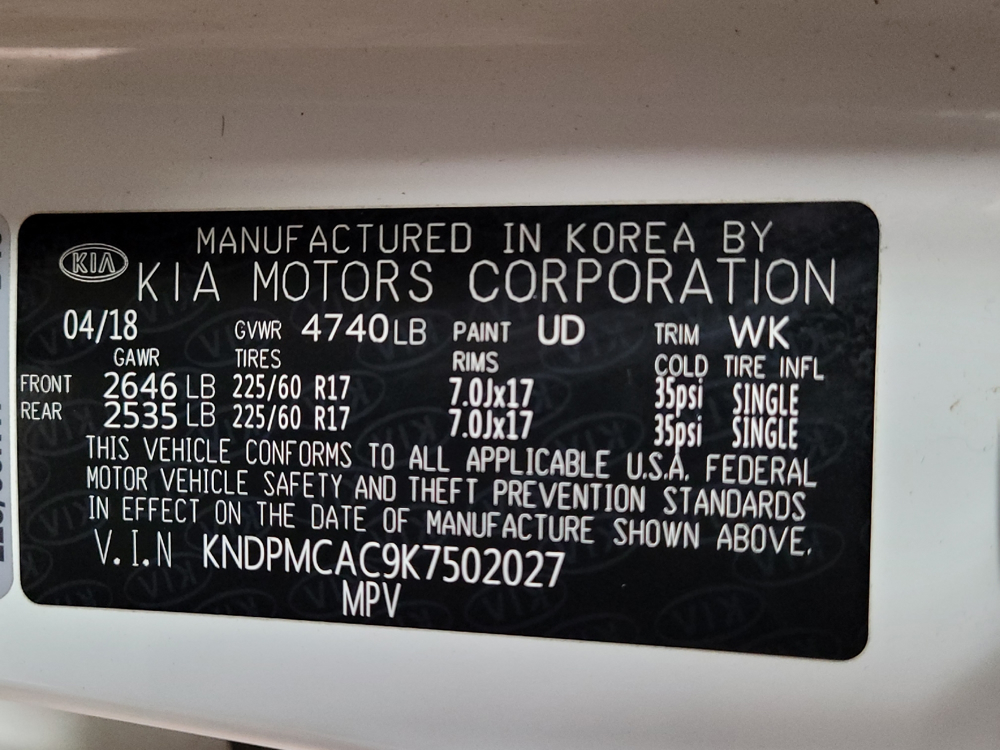 MANUFACTURED IN KOREA BY
KIA
KIA MOTORS CORPORATION
04/18 GVWR 4740LB PAINT UD TRIM WK
GAWR TIRES RIMS COLD TIRE INFL
FRONT 2646 LB 225/60 R17 7.0Jx17 35psi SINGLE
REAR 2535 LB 225/60 R17 7.0Jx17 35psi SINGLE
THIS VEHICLE CONFORMS TO ALL APPLICABLE U.S.A. FEDERAL
MOTOR VEHICLE SAFETY AND THEFT PREVENTION STANDARDS
IN EFFECT ON THE DATE OF MANUFACTURE SHOWN ABOVE.
V.I.N KNDPMCAC9K7502027
MPV